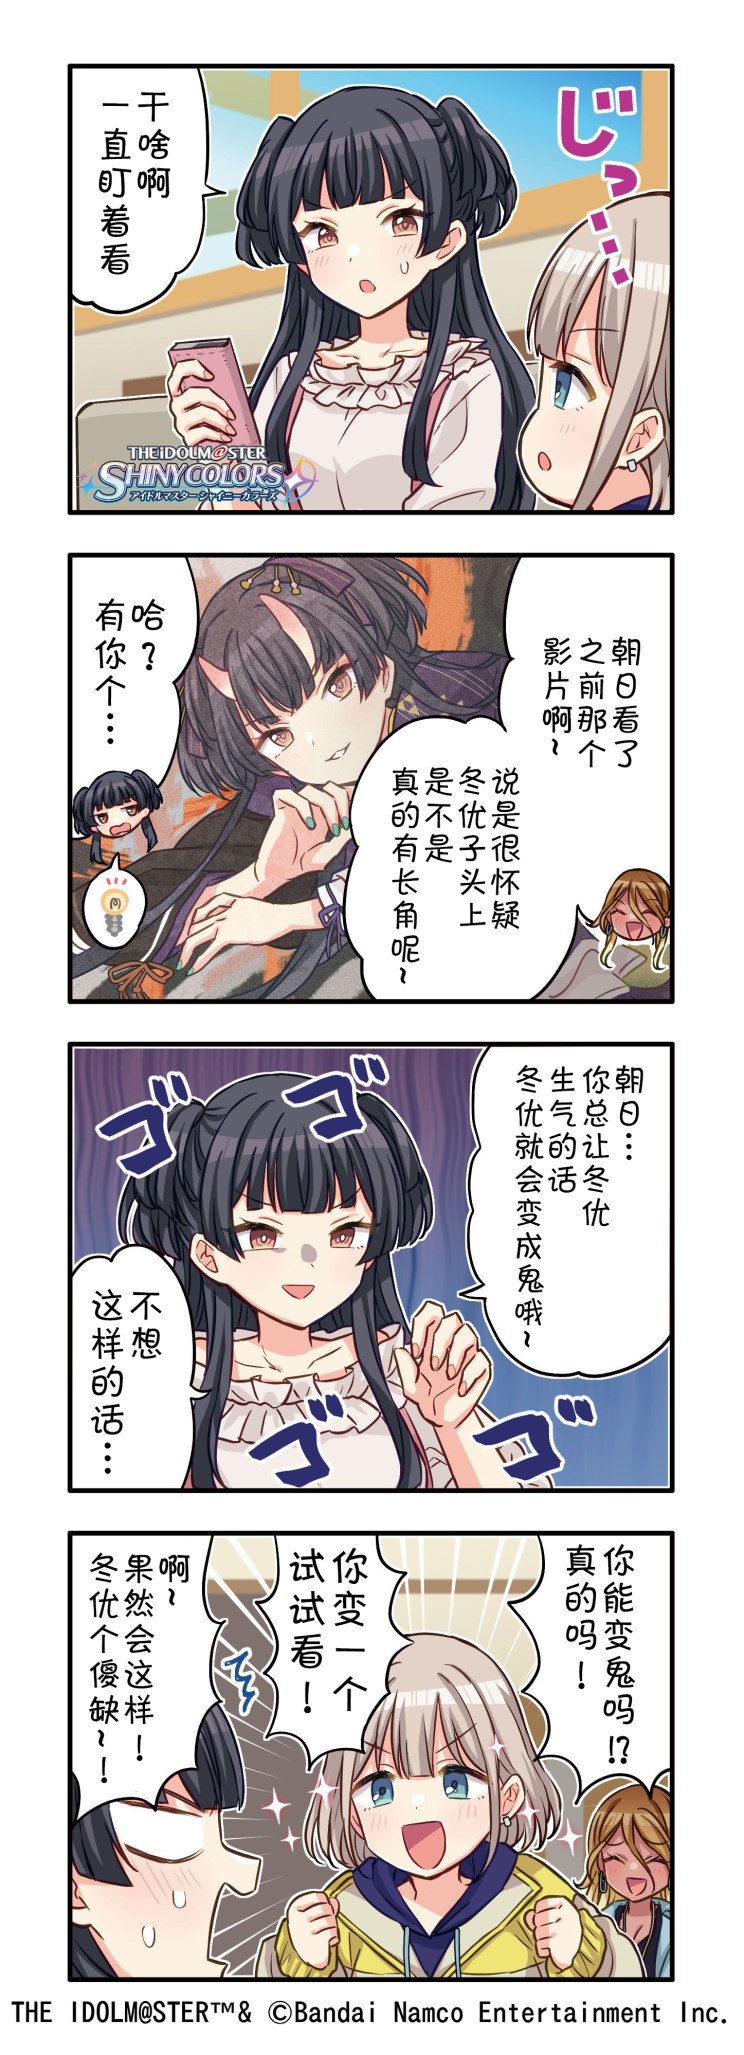 じっ…
干啥啊
一直盯着看
THE iDOLM@STER
SHINYCOLORS
アイドルマスターシャイニーカラーズ
朝日看了
之前那个
影片啊~
说是很怀疑
冬优子头上
是不是
真的有长角呢~
哈？
有你个…
朝日…
你总让冬优
生气的话
冬优就会变成鬼哦~
ゴ
ゴ
不想
这样的话…
ゴ
ゴ
你能变鬼吗!?
真的吗！
你变一个
试试看！
啊~
果然会这样！
冬优个傻缺~！
THE IDOLM@STER™& ©Bandai Namco Entertainment Inc.